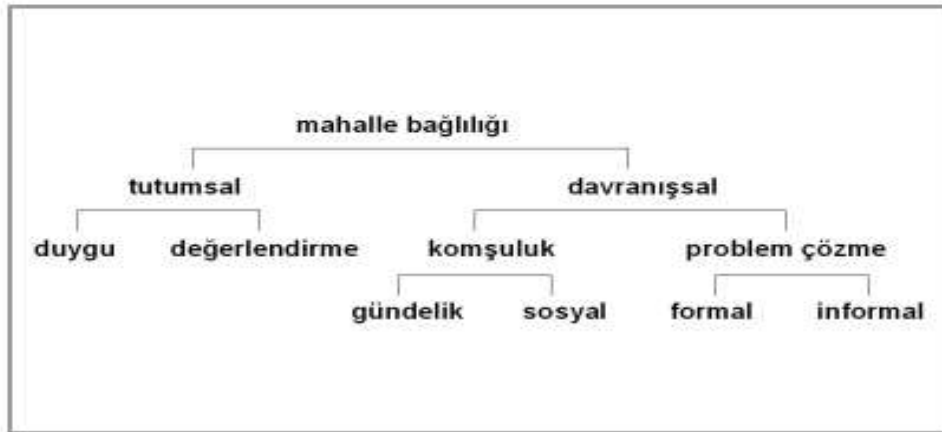 mahalle bağlılığı
tutumsal davranışsal
duygu değerlendirme komşuluk problem çözme
gündelik sosyal formal informal